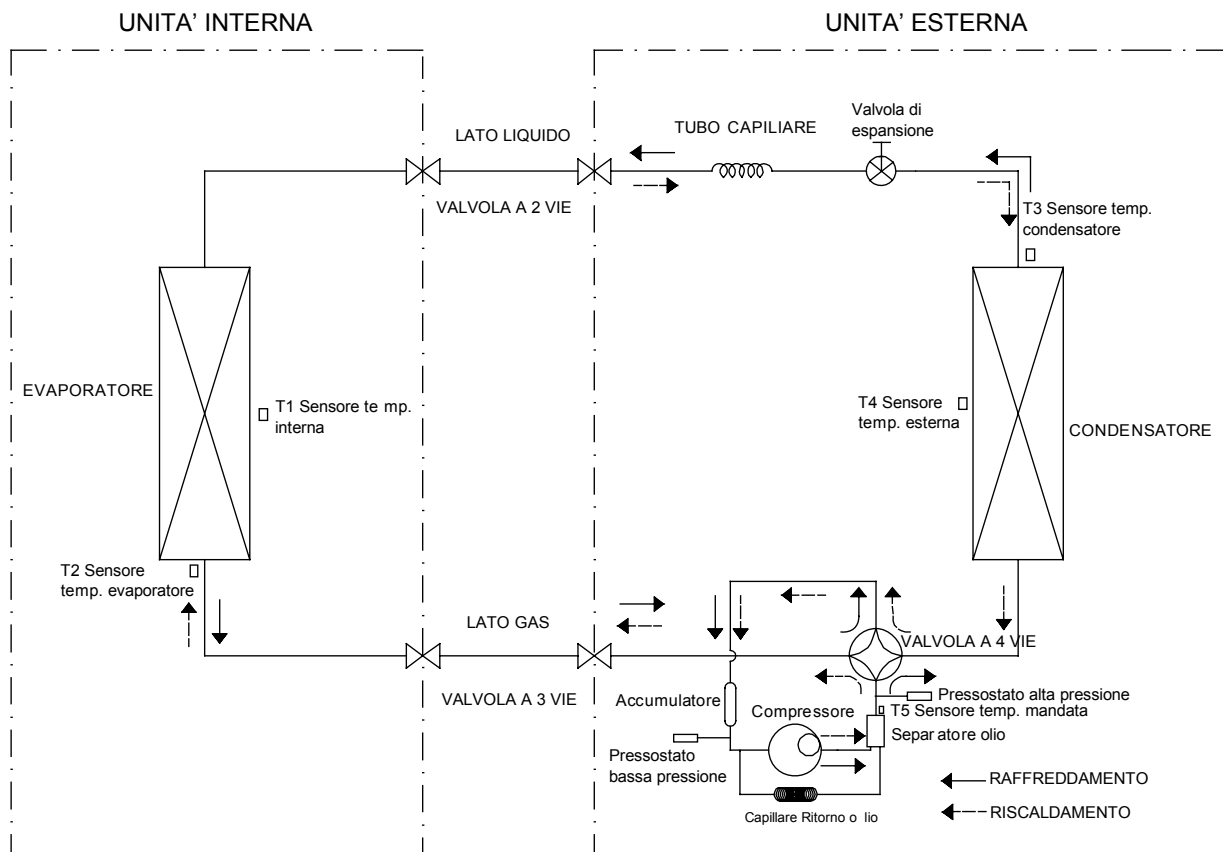 UNITA' INTERNA
UNITA' ESTERNA
LATO LIQUIDO
TUBO CAPILIARE
Valvola di
espansione
VALVOLA A 2 VIE
T3 Sensore temp.
condensatore
EVAPORATORE
T1 Sensore te mp.
interna
T4 Sensore
temp. esterna
CONDENSATORE
T2 Sensore
temp. evaporatore
LATO GAS
VALVOLA A 4 VIE
VALVOLA A 3 VIE
Accumulatore
Compressore
Pressostato alta pressione
T5 Sensore temp. mandata
Separ atore olio
Pressostato
bassa pressione
RAFFREDDAMENTO
RISCALDAMENTO
Capillare Ritorno o lio